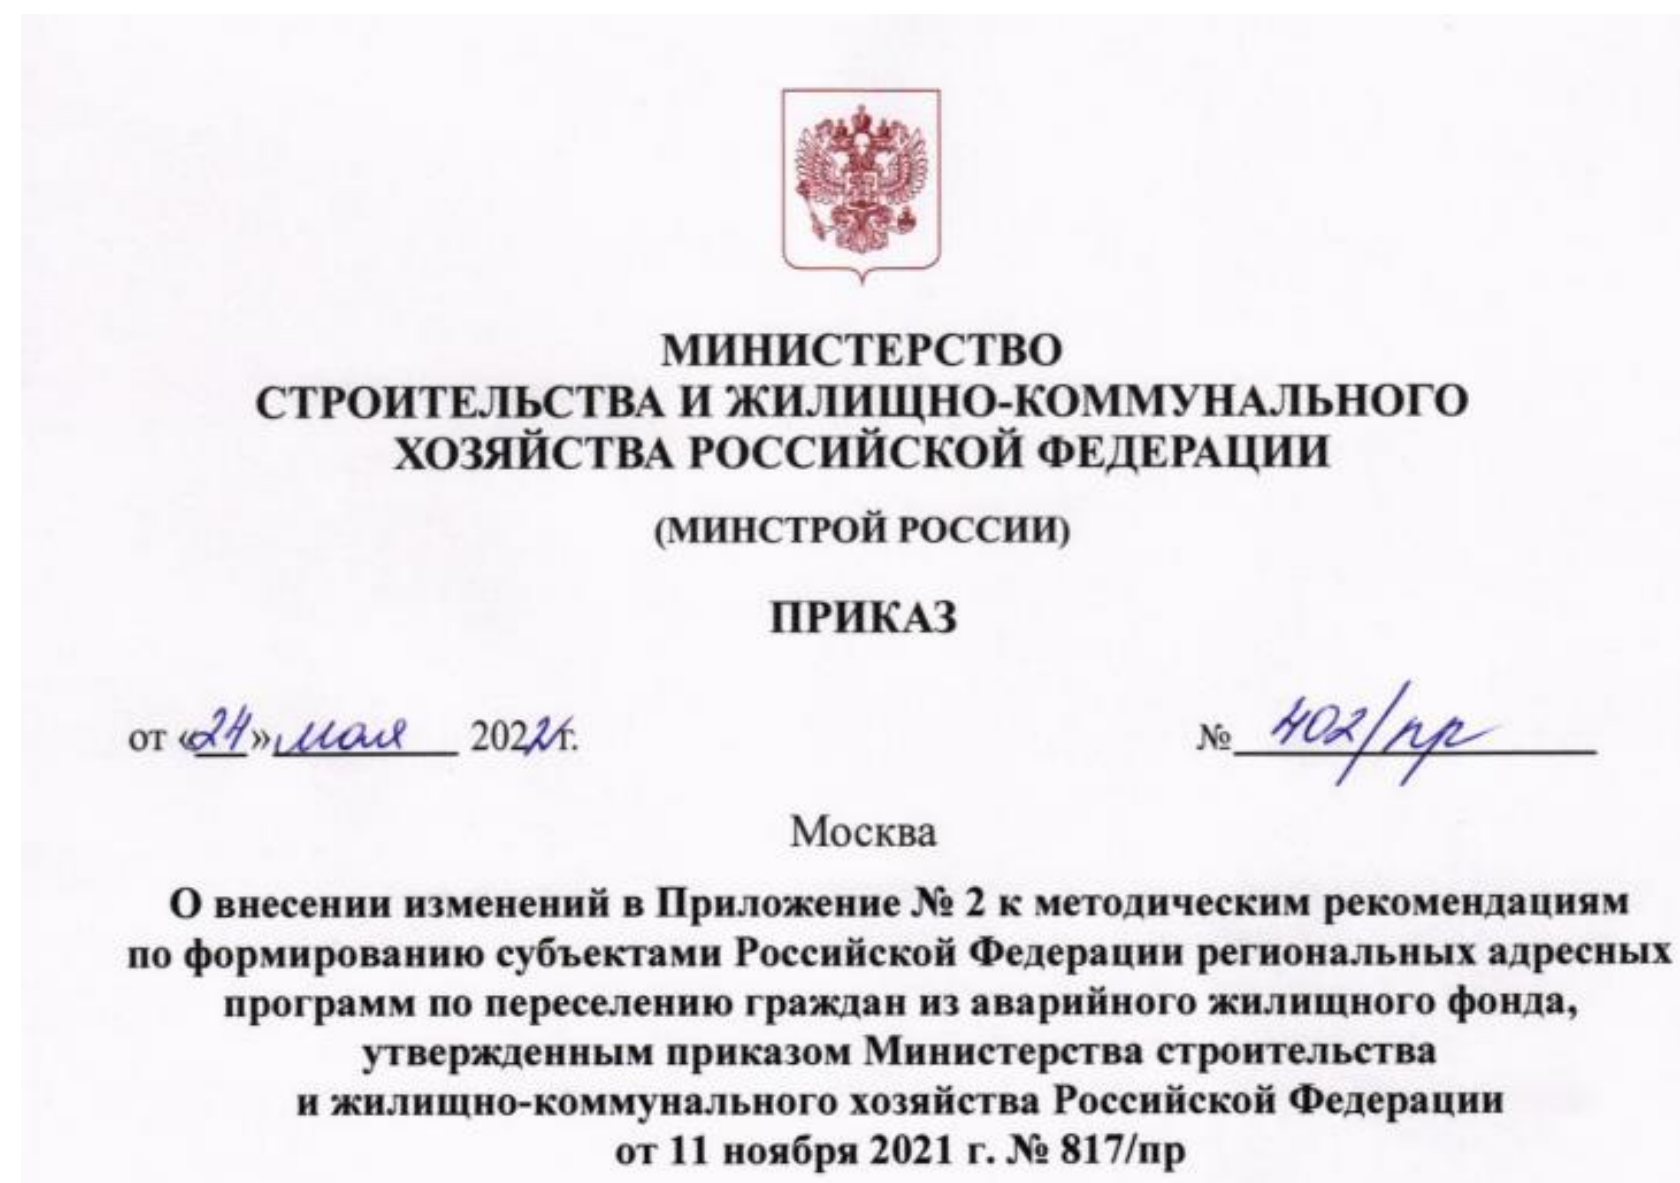 МИНИСТЕРСТВО
СТРОИТЕЛЬСТВА И ЖИЛИЩНО-КОММУНАЛЬНОГО
ХОЗЯЙСТВА РОССИЙСКОЙ ФЕДЕРАЦИИ
(МИНСТРОЙ РОССИИ)
ПРИКАЗ
от «24» мая 2022г. № 402/пр
Москва
О внесении изменений в Приложение № 2 к методическим рекомендациям
по формированию субъектами Российской Федерации региональных адресных
программ по переселению граждан из аварийного жилищного фонда,
утвержденным приказом Министерства строительства
и жилищно-коммунального хозяйства Российской Федерации
от 11 ноября 2021 г. № 817/пр